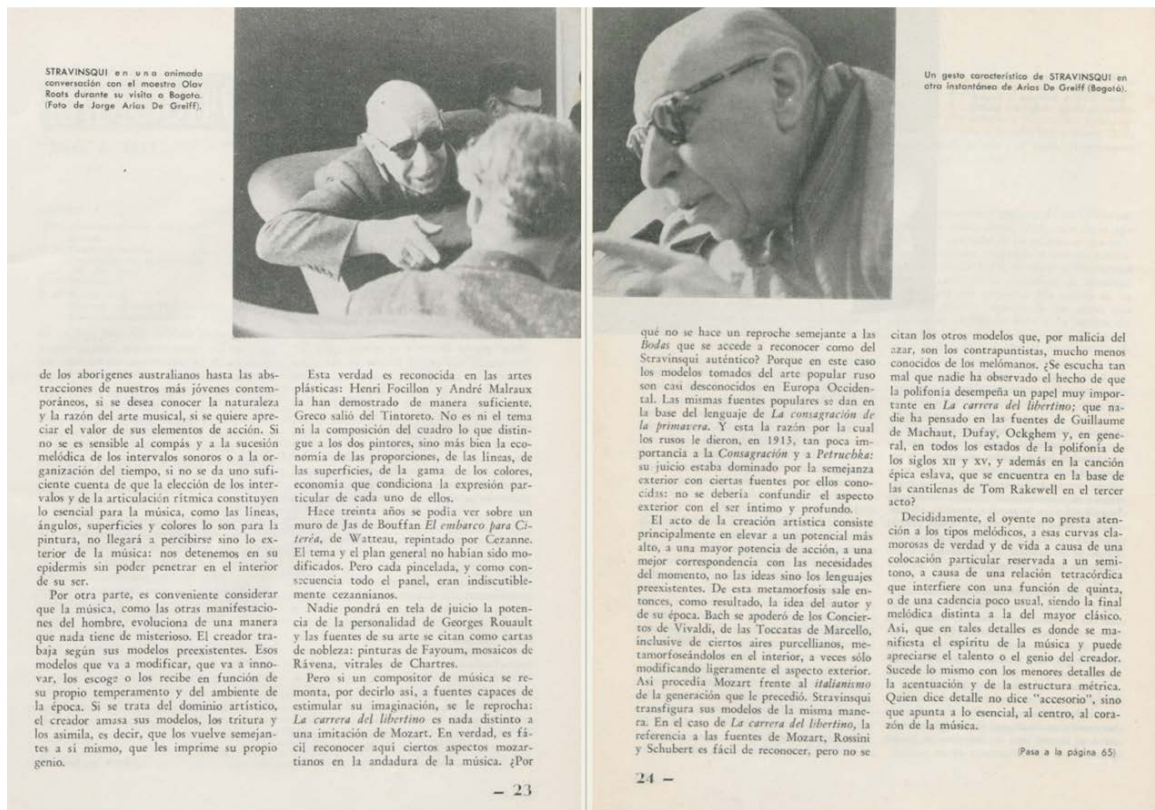 STRAVINSQUI en una animada
conversación con el maestro Olav
Roots durante su visita a Bogota.
(Foto de Jorge Arias De Greiff).
de los aborigenes australianos hasta las abs-
tracciones de nuestros más jóvenes contem-
poráneos, si se desea conocer la naturaleza
y la razón del arte musical, si se quiere apre-
ciar el valor de sus elementos de acción. Si
no se es sensible al compás y a la sucesión
melódica de los intervalos sonoros o a la or-
ganización del tiempo, si no se da uno sufi-
ciente cuenta de que la elección de los inter-
valos y de la articulación rítmica constituyen
lo esencial para la música, como las líneas,
ángulos, superficies y colores lo son para la
pintura, no llegará a percibirse sino lo ex-
terior de la música: nos detenemos en su
epidermis sin poder penetrar en el interior
de su ser.
Por otra parte, es conveniente considerar
que la música, como las otras manifestacio-
nes del hombre, evoluciona de una manera
que nada tiene de misterioso. El creador tra-
baja según sus modelos preexistentes. Esos
modelos que va a modificar, que va a inno-
var, los escoge o los recibe en función de
su propio temperamento y del ambiente de
la época. Si se trata del dominio artístico,
el creador amasa sus modelos, los tritura y
los asimila, es decir, que los vuelve semejan-
tes a sí mismo, que les imprime su propio
genio.
Esta verdad es reconocida en las artes
plásticas: Henri Focillon y André Malraux
la han demostrado de manera suficiente.
Greco salió del Tintoreto. No es ni el tema
ni la composición del cuadro lo que distin-
gue a los dos pintores, sino más bien la eco-
nomía de las proporciones, de las líneas, de
las superficies, de la gama de los colores,
economía que condiciona la expresión par-
ticular de cada uno de ellos.
Hace treinta años se podía ver sobre un
muro de Jas de Bouffan El embarco para Ci-
teréa, de Watteau, repintado por Cezanne.
El tema y el plan general no habían sido mo-
dificados. Pero cada pincelada, y como con-
secuencia todo el panel, eran indiscutible-
mente cezannianos.
Nadie pondrá en tela de juicio la poten-
cia de la personalidad de Georges Rouault
y las fuentes de su arte se citan como cartas
de nobleza: pinturas de Fayoum, mosaicos de
Rávena, vitrales de Chartres.
Pero si un compositor de música se re-
monta, por decirlo así, a fuentes capaces de
estimular su imaginación, se le reprocha:
La carrera del libertino es nada distinto a
una imitación de Mozart. En verdad, es fá-
cil reconocer aquí ciertos aspectos mozar-
tianos en la andadura de la música. ¿Por
— 23
Un gesto característico de STRAVINSQUI en
otra instantánea de Arias De Greiff (Bogotá).
qué no se hace un reproche semejante a las
Bodas que se accede a reconocer como del
Stravinsqui auténtico? Porque en este caso
los modelos tomados del arte popular ruso
son casi desconocidos en Europa Occiden-
tal. Las mismas fuentes populares se dan en
la base del lenguaje de La consagración de
la primavera. Y esta la razón por la cual
los rusos le dieron, en 1913, tan poca im-
portancia a la Consagración y a Petruchka:
su juicio estaba dominado por la semejanza
exterior con ciertas fuentes por ellos cono-
cidas: no se debería confundir el aspecto
exterior con el ser íntimo y profundo.
El acto de la creación artística consiste
principalmente en elevar a un potencial más
alto, a una mayor potencia de acción, a una
mejor correspondencia con las necesidades
del momento, no las ideas sino los lenguajes
preexistentes. De esta metamorfosis sale en-
tonces, como resultado, la idea del autor y
de su época. Bach se apoderó de los Concier-
tos de Vivaldi, de las Toccatas de Marcello,
inclusive de ciertos aires purcellianos, me-
tamorfoseándolos en el interior, a veces sólo
modificando ligeramente el aspecto exterior.
Así procedía Mozart frente al italianismo
de la generación que le precedió. Stravinsqui
transfigura sus modelos de la misma mane-
ra. En el caso de La carrera del libertino, la
referencia a las fuentes de Mozart, Rossini
y Schubert es fácil de reconocer, pero no se
citan los otros modelos que, por malicia del
azar, son los contrapuntistas, mucho menos
conocidos de los melómanos. ¿Se escucha tan
mal que nadie ha observado el hecho de que
la polifonía desempeña un papel muy impor-
tante en La carrera del libertino; que na-
die ha pensado en las fuentes de Guillaume
de Machaut, Dufay, Ockghem y, en gene-
ral, en todos los estados de la polifonía de
los siglos XII y XV, y además en la canción
épica eslava, que se encuentra en la base de
las cantilenas de Tom Rakewell en el tercer
acto?
Decididamente, el oyente no presta aten-
ción a los tipos melódicos, a esas curvas cla-
morosas de verdad y de vida a causa de una
colocación particular reservada a un semi-
tono, a causa de una relación tetracórdica
que interfiere con una función de quinta,
o de una cadencia poco usual, siendo la final
melódica distinta a la del mayor clásico.
Así, que en tales detalles es donde se ma-
nifiesta el espíritu de la música y puede
apreciarse el talento o el genio del creador.
Sucede lo mismo con los menores detalles de
la acentuación y de la estructura métrica.
Quien dice detalle no dice "accesorio", sino
que apunta a lo esencial, al centro, al cora-
zón de la música.
(Pasa a la página 65)
24 —